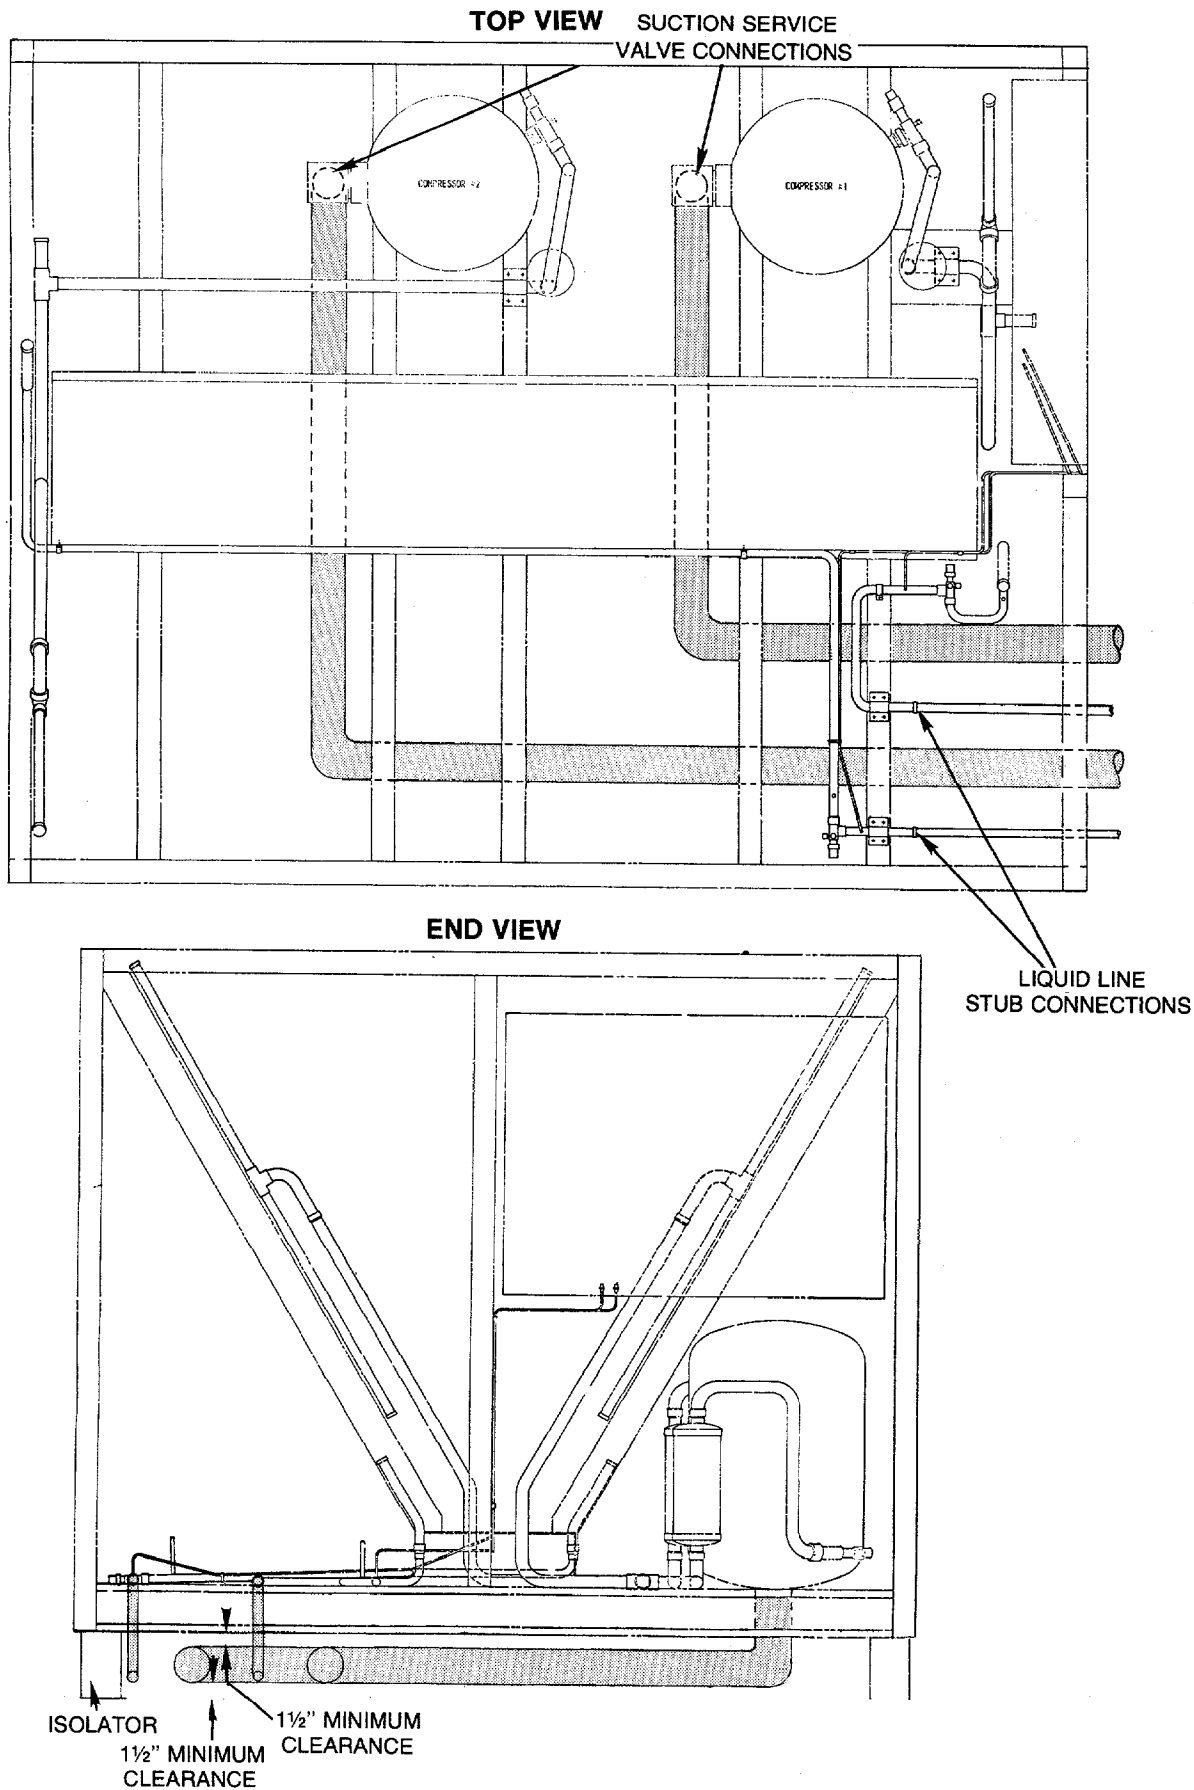 TOP VIEW
SUCTION SERVICE
VALVE CONNECTIONS
COMPRESSOR #2
COMPRESSOR #1
END VIEW
LIQUID LINE
STUB CONNECTIONS
ISOLATOR
1½" MINIMUM
CLEARANCE
1½" MINIMUM
CLEARANCE